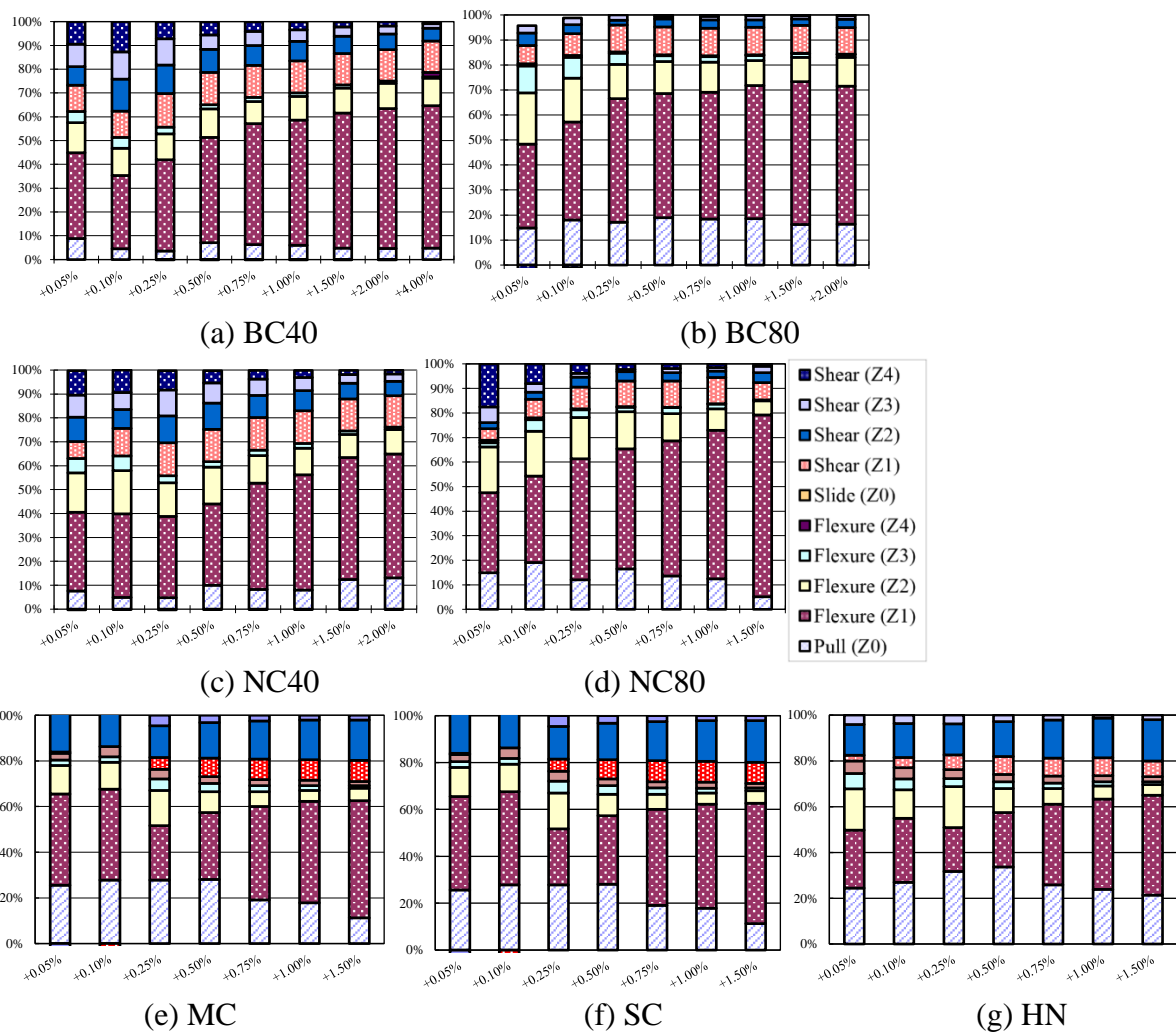 100%
90%
80%
70%
60%
50%
40%
30%
20%
10%
0%
+0.05% +0.10% +0.25% +0.50% +0.75% +1.00% +1.50% +2.00% +4.00%
(a) BC40
100%
90%
80%
70%
60%
50%
40%
30%
20%
10%
0%
+0.05% +0.10% +0.25% +0.50% +0.75% +1.00% +1.50% +2.00%
(b) BC80
100%
90%
80%
70%
60%
50%
40%
30%
20%
10%
0%
+0.05% +0.10% +0.25% +0.50% +0.75% +1.00% +1.50% +2.00%
(c) NC40
100%
90%
80%
70%
60%
50%
40%
30%
20%
10%
0%
+0.05% +0.10% +0.25% +0.50% +0.75% +1.00% +1.50%
(d) NC80
Shear (Z4)
Shear (Z3)
Shear (Z2)
Shear (Z1)
Slide (Z0)
Flexure (Z4)
Flexure (Z3)
Flexure (Z2)
Flexure (Z1)
Pull (Z0)
00%
80%
60%
40%
20%
0%
+0.05% +0.10% +0.25% +0.50% +0.75% +1.00% +1.50%
(e) MC
100%
80%
60%
40%
20%
0%
+0.05% +0.10% +0.25% +0.50% +0.75% +1.00% +1.50%
(f) SC
100%
80%
60%
40%
20%
0%
+0.05% +0.10% +0.25% +0.50% +0.75% +1.00% +1.50%
(g) HN